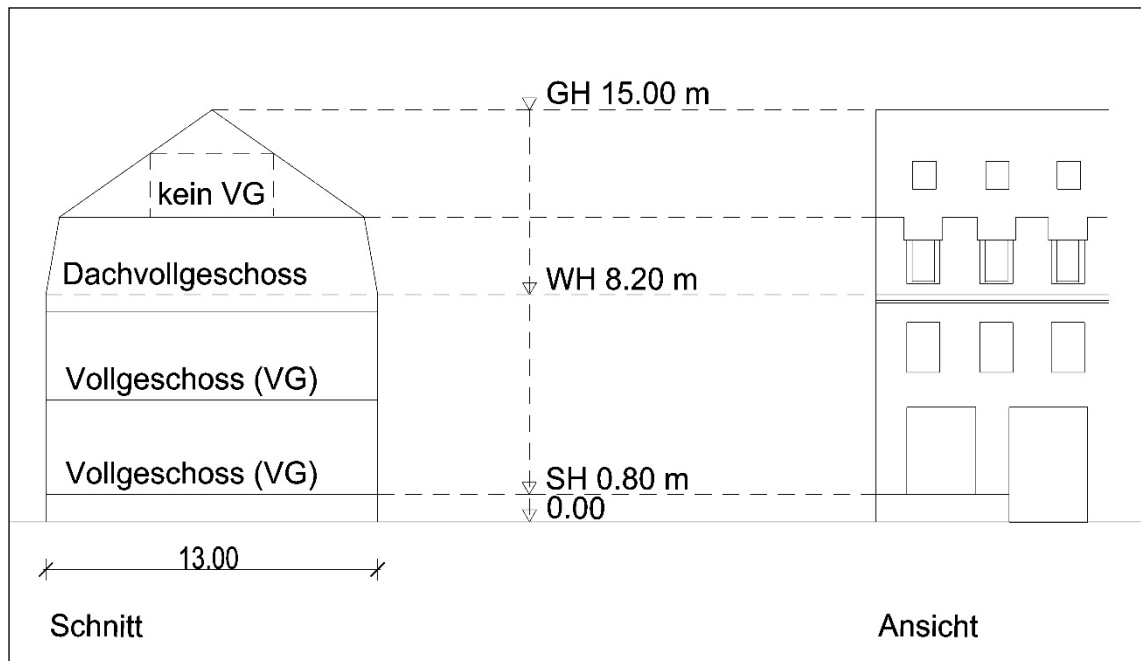 GH 15.00 m
kein VG
Dachvollgeschoss
WH 8.20 m
Vollgeschoss (VG)
Vollgeschoss (VG)
SH 0.80 m
0.00
13.00
Schnitt
Ansicht